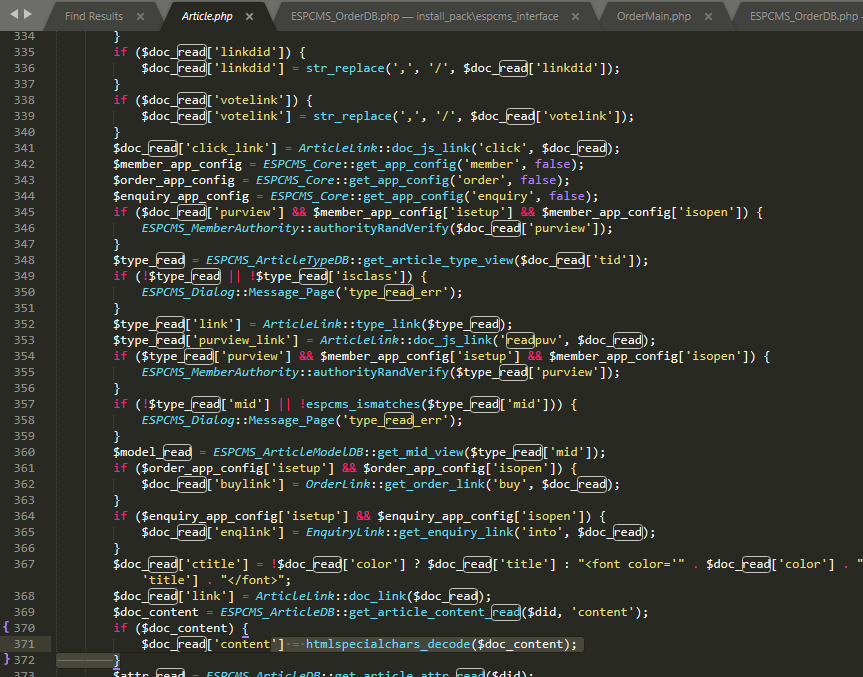 Find Results × Article.php × ESPCMS_OrderDB.php — install_pack\espcms_interface × OrderMain.php × ESPCMS_OrderDB.php —
334 }
335 if ($doc_read['linkdid']) {
336 $doc_read['linkdid'] = str_replace(',', '/', $doc_read['linkdid']);
337 }
338 if ($doc_read['votelink']) {
339 $doc_read['votelink'] = str_replace(',', '/', $doc_read['votelink']);
340 }
341 $doc_read['click_link'] = ArticleLink::doc_js_link('click', $doc_read);
342 $member_app_config = ESPCMS_Core::get_app_config('member', false);
343 $order_app_config = ESPCMS_Core::get_app_config('order', false);
344 $enquiry_app_config = ESPCMS_Core::get_app_config('enquiry', false);
345 if ($doc_read['purview'] && $member_app_config['isetup'] && $member_app_config['isopen']) {
346 ESPCMS_MemberAuthority::authorityRandVerify($doc_read['purview']);
347 }
348 $type_read = ESPCMS_ArticleTypeDB::get_article_type_view($doc_read['tid']);
349 if (!$type_read || !$type_read['isclass']) {
350 ESPCMS_Dialog::Message_Page('type_read_err');
351 }
352 $type_read['link'] = ArticleLink::type_link($type_read);
353 $type_read['purview_link'] = ArticleLink::doc_js_link('readpuv', $doc_read);
354 if ($type_read['purview'] && $member_app_config['isetup'] && $member_app_config['isopen']) {
355 ESPCMS_MemberAuthority::authorityRandVerify($type_read['purview']);
356 }
357 if (!$type_read['mid'] || !espcms_ismatches($type_read['mid'])) {
358 ESPCMS_Dialog::Message_Page('type_read_err');
359 }
360 $model_read = ESPCMS_ArticleModelDB::get_mid_view($type_read['mid']);
361 if ($order_app_config['isetup'] && $order_app_config['isopen']) {
362 $doc_read['buylink'] = OrderLink::get_order_link('buy', $doc_read);
363 }
364 if ($enquiry_app_config['isetup'] && $enquiry_app_config['isopen']) {
365 $doc_read['enqlink'] = EnquiryLink::get_enquiry_link('into', $doc_read);
366 }
367 $doc_read['ctitle'] = !$doc_read['color'] ? $doc_read['title'] : "<font color='" . $doc_read['color'] . "
'title'] . "</font>";
368 $doc_read['link'] = ArticleLink::doc_link($doc_read);
369 $doc_content = ESPCMS_ArticleDB::get_article_content_read($did, 'content');
{ 370 if ($doc_content) {
371 $doc_read['content'] = htmlspecialchars_decode($doc_content);
} 372 }
373 $attr_read = ESPCMS_ArticleDB::get_article_attr_read($did);